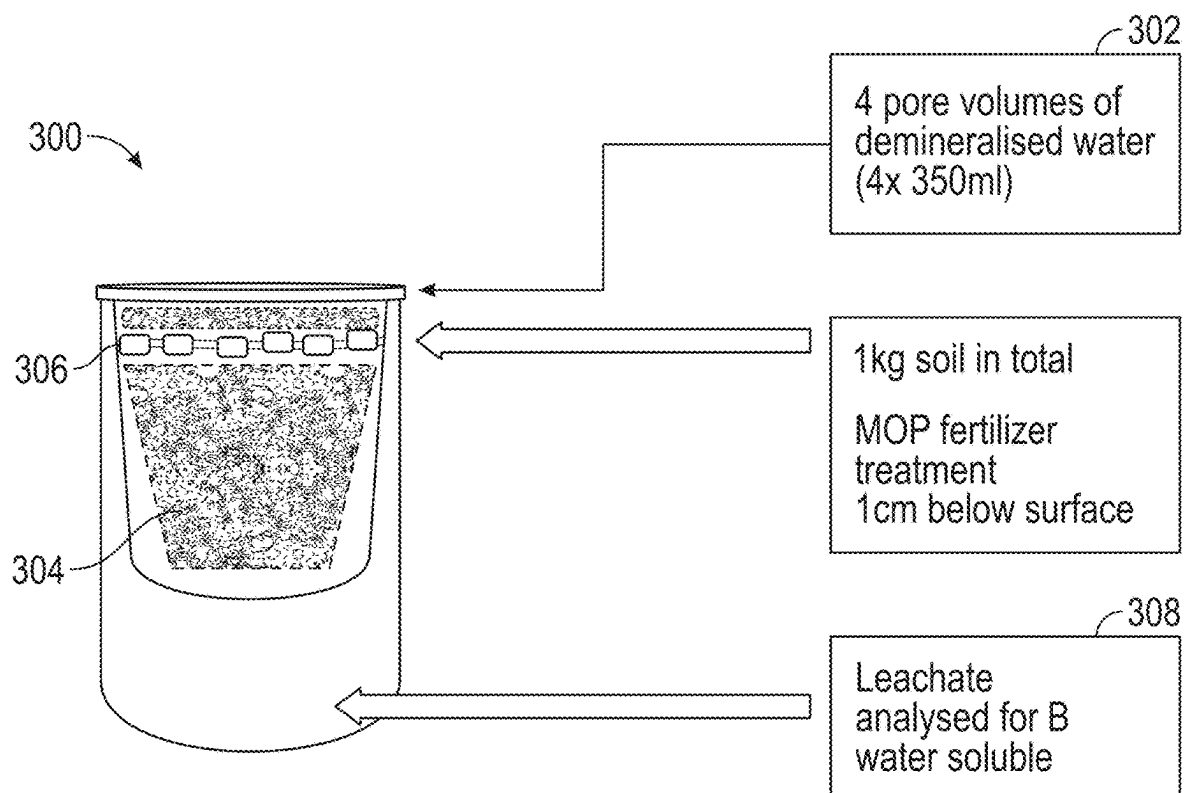 302
4 pore volumes of
demineralised water
(4x 350ml)
300
306
1kg soil in total
MOP fertilizer
treatment
1cm below surface
304
308
Leachate
analysed for B
water soluble